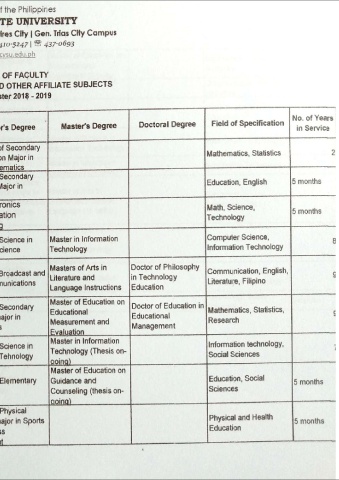 of the Philippines
TE UNIVERSITY
ires City | Gen. Trias City Campus
410-5247 | ☏ 437-0693
cvsu.edu.ph
OF FACULTY
D OTHER AFFILIATE SUBJECTS
ster 2018 - 2019
r's Degree Master's Degree Doctoral Degree Field of Specification No. of Years
in Service
of Secondary
on Major in
ematics
Mathematics, Statistics 2
Secondary
Major in
Education, English 5 months
ronics
ation
g
Math, Science,
Technology
5 months
Science in
cience
Master in Information
Technology
Computer Science,
Information Technology
8
Broadcast and
munications
Masters of Arts in
Literature and
Language Instructions
Doctor of Philosophy
in Technology
Education
Communication, English,
Literature, Filipino
Secondary
ajor in
s
Master of Education on
Educational
Measurement and
Evaluation
Doctor of Education in
Educational
Management
Mathematics, Statistics,
Research
Science in
Tehnology
Master in Information
Technology (Thesis on-
going)
Information technology,
Social Sciences
Elementary
Master of Education on
Guidance and
Counseling (thesis on-
going)
Education, Social
Sciences
5 months
Physical
ajor in Sports
ss
t
Physical and Health
Education
5 months